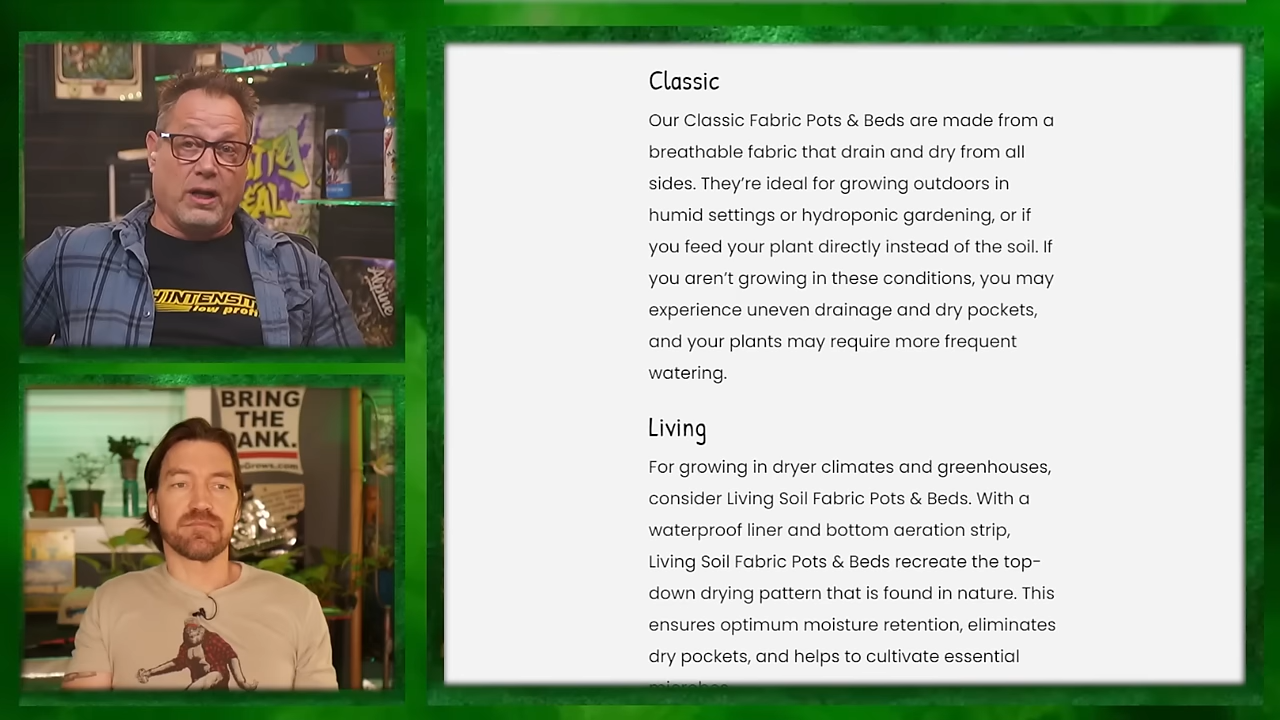 Classic
Our Classic Fabric Pots & Beds are made from a
breathable fabric that drain and dry from all
sides. They’re ideal for growing outdoors in
humid settings or hydroponic gardening, or if
you feed your plant directly instead of the soil. If
you aren’t growing in these conditions, you may
experience uneven drainage and dry pockets,
and your plants may require more frequent
watering.
Living
For growing in dryer climates and greenhouses,
consider Living Soil Fabric Pots & Beds. With a
waterproof liner and bottom aeration strip,
Living Soil Fabric Pots & Beds recreate the top-
down drying pattern that is found in nature. This
ensures optimum moisture retention, eliminates
dry pockets, and helps to cultivate essential
low
Alpine
BRING
THE
DANK.